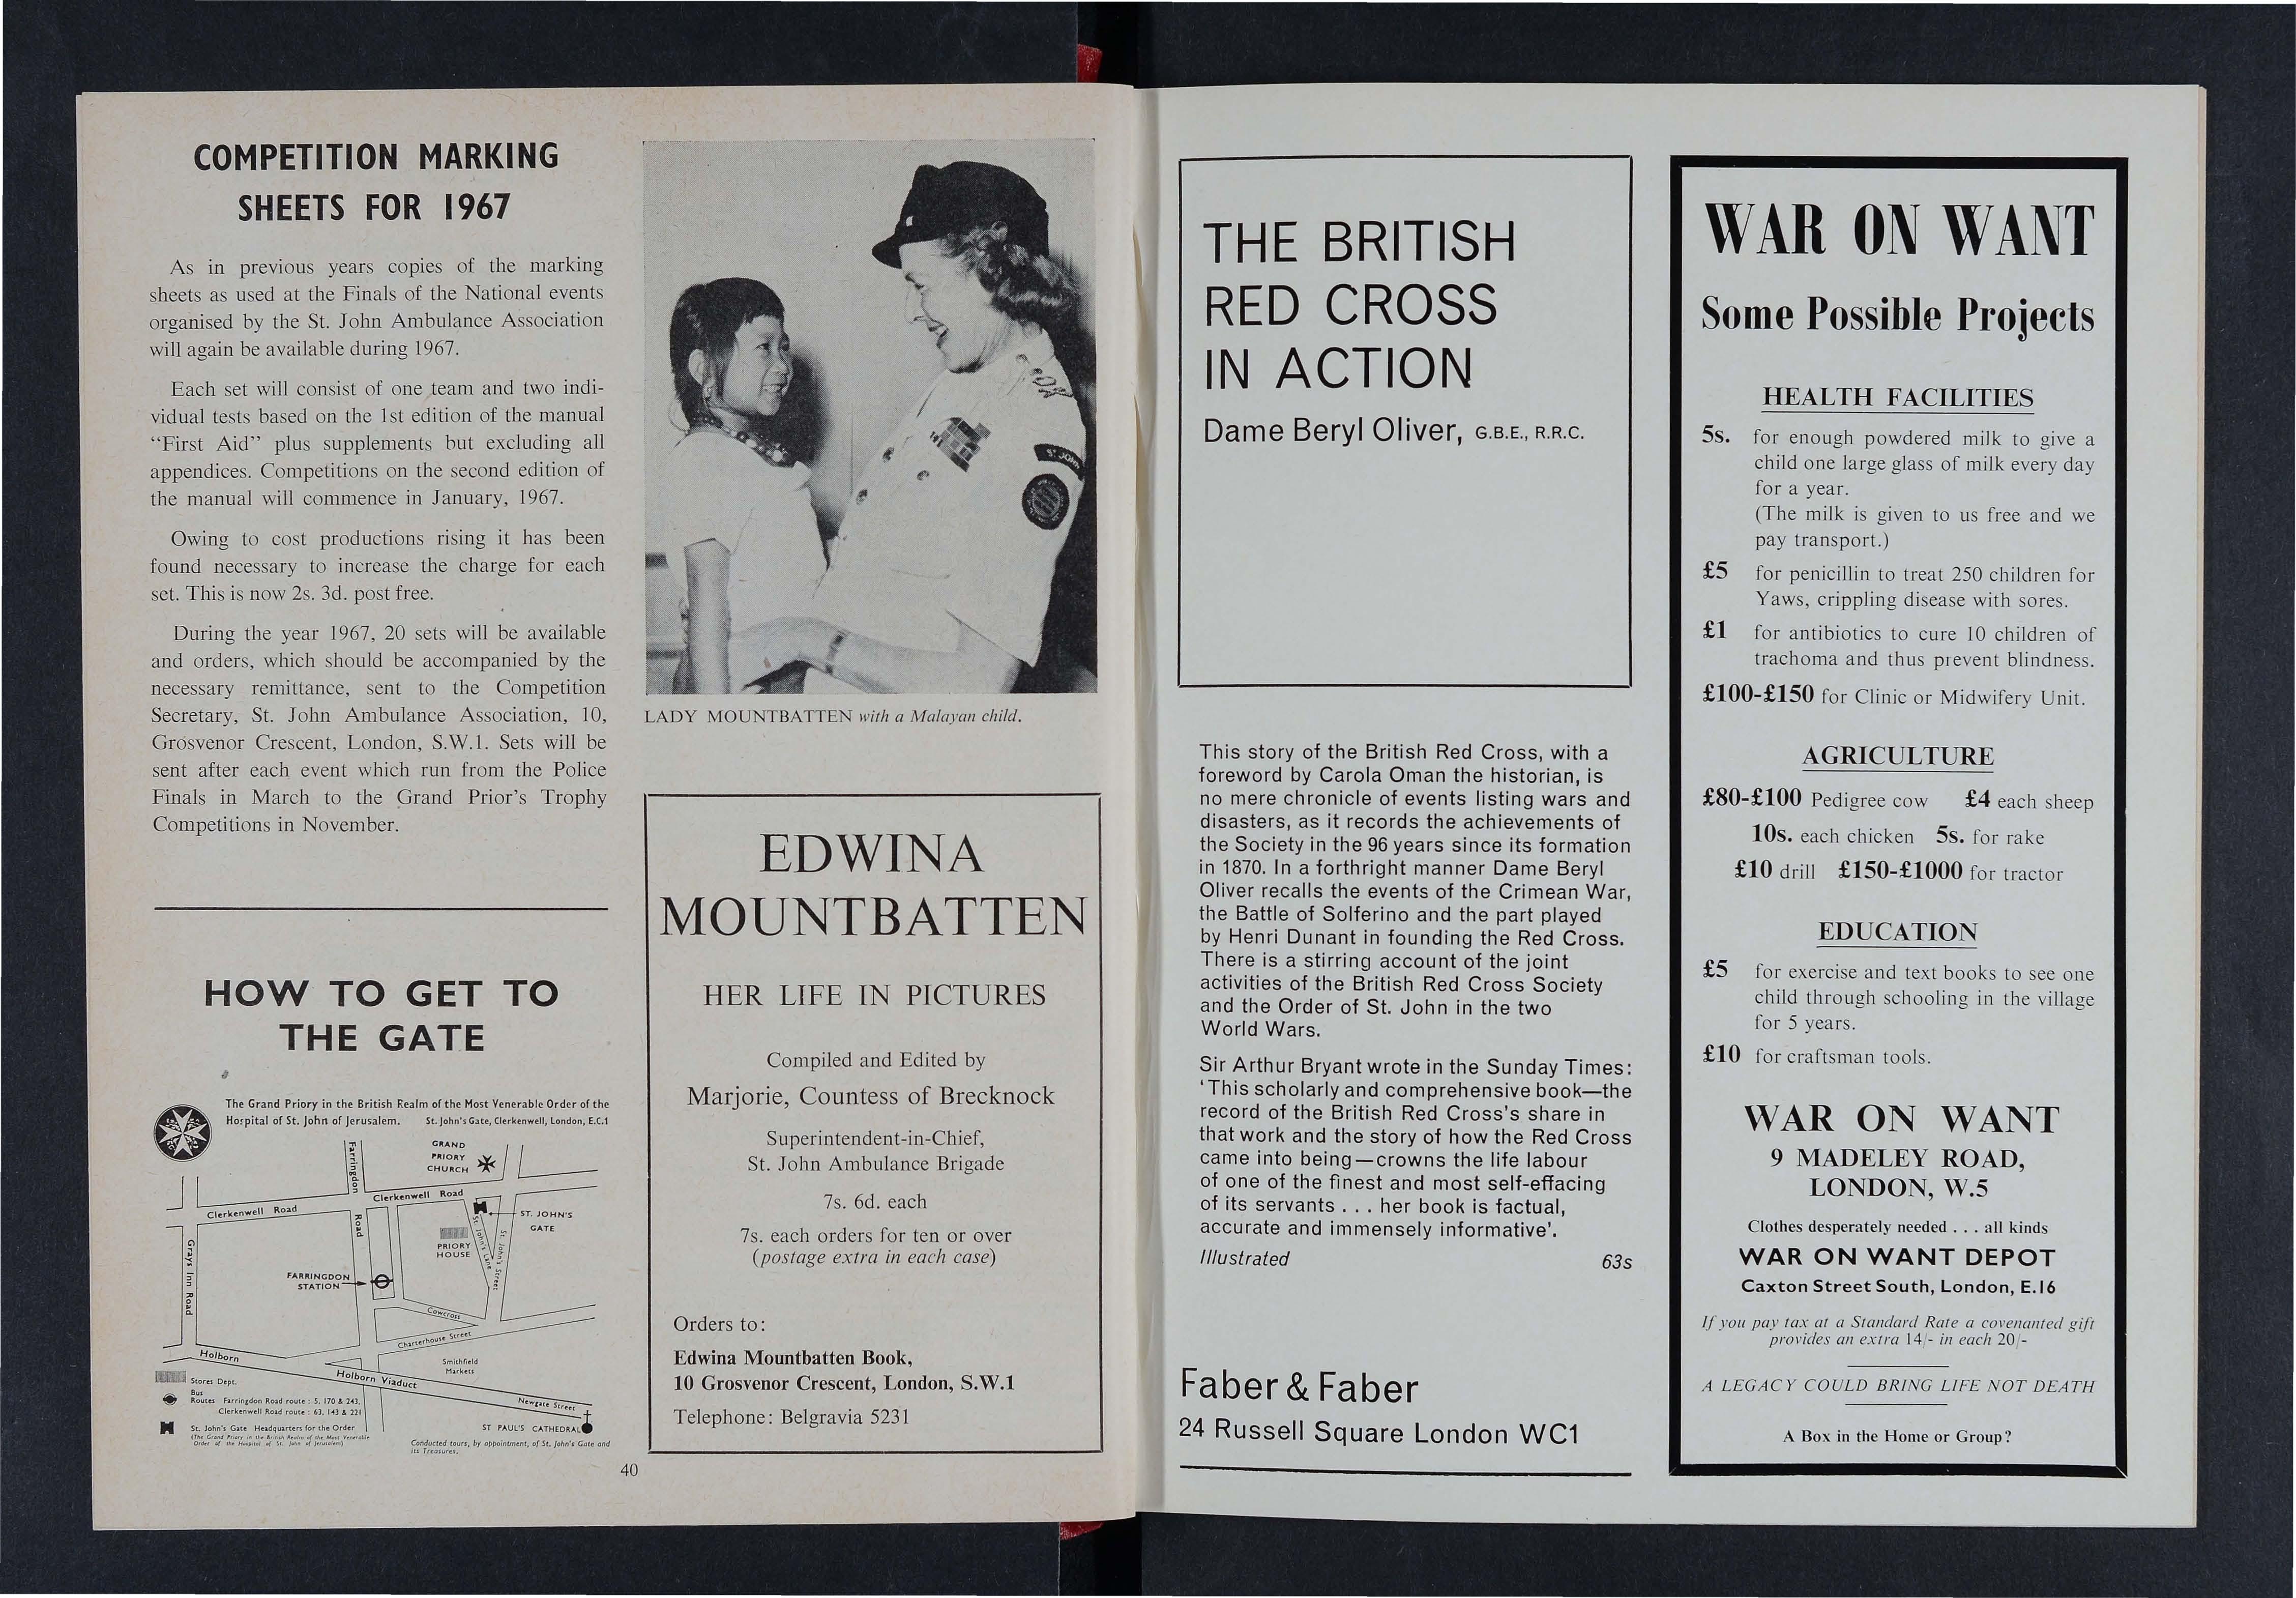 COMPETITION MARKING
SHEETS FOR 1967
As in previous years copies of the marking
sheets as used at the Finals of the National events
organised by the St. John Ambulance Association
will again be available during 1967.
Each set will consist of one team and two indi-
vidual tests based on the 1st edition of the manual
“First Aid” plus supplements but excluding all
appendices. Competitions on the second edition of
the manual will commence in January, 1967.
Owing to cost productions rising it has been
found necessary to increase the charge for each
set. This is now 2s. 3d. post free.
During the year 1967, 20 sets will be available
and orders, which should be accompanied by the
necessary remittance, sent to the Competition
Secretary, St. John Ambulance Association, 10,
Grosvenor Crescent, London, S.W.1. Sets will be
sent after each event which run from the Police
Finals in March to the Grand Prior's Trophy
Competitions in November.
HOW TO GET TO
THE GATE
The Grand Priory in the British Realm of the Most Venerable Order of the
Hospital of St. John of Jerusalem. St. John's Gate, Clerkenwell, London, E.C.1
Farringdon
GRAND
PRIORY
CHURCH
Clerkenwell Road
Clerkenwell Road
Road
ST. JOHN'S
GATE
St. John's Lane
St. John's Street
PRIORY
HOUSE
Grays Inn Road
FARRINGDON
STATION
Cowcross
Charterhouse Street
Holborn
Smithfield
Markets
Holborn Viaduct
Newgate Street
ST PAUL'S CATHEDRAL
Stores Dept.
Bus
Routes Farringdon Road route : 5, 170 & 243.
Clerkenwell Road route : 63, 143 & 221
St. John's Gate Headquarters for the Order
(The Grand Priory in the British Realm of the Most Venerable
Order of the Hospital of St. John of Jerusalem)
Conducted tours, by appointment, of St. John's Gate and
its Treasures.
ST JOHN
LADY MOUNTBATTEN with a Malayan child.
EDWINA
MOUNTBATTEN
HER LIFE IN PICTURES
Compiled and Edited by
Marjorie, Countess of Brecknock
Superintendent-in-Chief,
St. John Ambulance Brigade
7s. 6d. each
7s. each orders for ten or over
(postage extra in each case)
Orders to:
Edwina Mountbatten Book,
10 Grosvenor Crescent, London, S.W.1
Telephone: Belgravia 5231
40
THE BRITISH
RED CROSS
IN ACTION
Dame Beryl Oliver, G.B.E., R.R.C.
This story of the British Red Cross, with a
foreword by Carola Oman the historian, is
no mere chronicle of events listing wars and
disasters, as it records the achievements of
the Society in the 96 years since its formation
in 1870. In a forthright manner Dame Beryl
Oliver recalls the events of the Crimean War,
the Battle of Solferino and the part played
by Henri Dunant in founding the Red Cross.
There is a stirring account of the joint
activities of the British Red Cross Society
and the Order of St. John in the two
World Wars.
Sir Arthur Bryant wrote in the Sunday Times:
‘This scholarly and comprehensive book—the
record of the British Red Cross's share in
that work and the story of how the Red Cross
came into being—crowns the life labour
of one of the finest and most self-effacing
of its servants . . . her book is factual,
accurate and immensely informative'.
Illustrated 63s
Faber & Faber
24 Russell Square London WC1
WAR ON WANT
Some Possible Projects
HEALTH FACILITIES
5s. for enough powdered milk to give a
child one large glass of milk every day
for a year.
(The milk is given to us free and we
pay transport.)
£5 for penicillin to treat 250 children for
Yaws, crippling disease with sores.
£1 for antibiotics to cure 10 children of
trachoma and thus prevent blindness.
£100-£150 for Clinic or Midwifery Unit.
AGRICULTURE
£80-£100 Pedigree cow £4 each sheep
10s. each chicken 5s. for rake
£10 drill £150-£1000 for tractor
EDUCATION
£5 for exercise and text books to see one
child through schooling in the village
for 5 years.
£10 for craftsman tools.
WAR ON WANT
9 MADELEY ROAD,
LONDON, W.5
Clothes desperately needed . . . all kinds
WAR ON WANT DEPOT
Caxton Street South, London, E.16
If you pay tax at a Standard Rate a covenanted gift
provides an extra 14/- in each 20/-
A LEGACY COULD BRING LIFE NOT DEATH
A Box in the Home or Group?